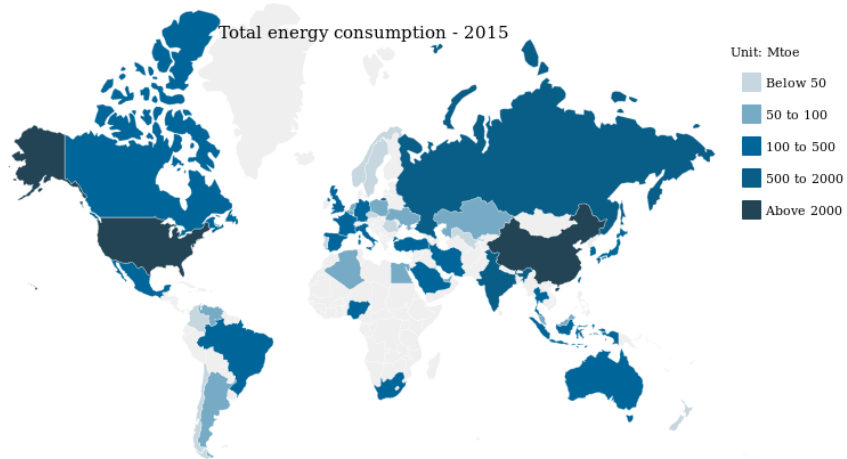 Total energy consumption - 2015
Unit: Mtoe
Below 50
50 to 100
100 to 500
500 to 2000
Above 2000